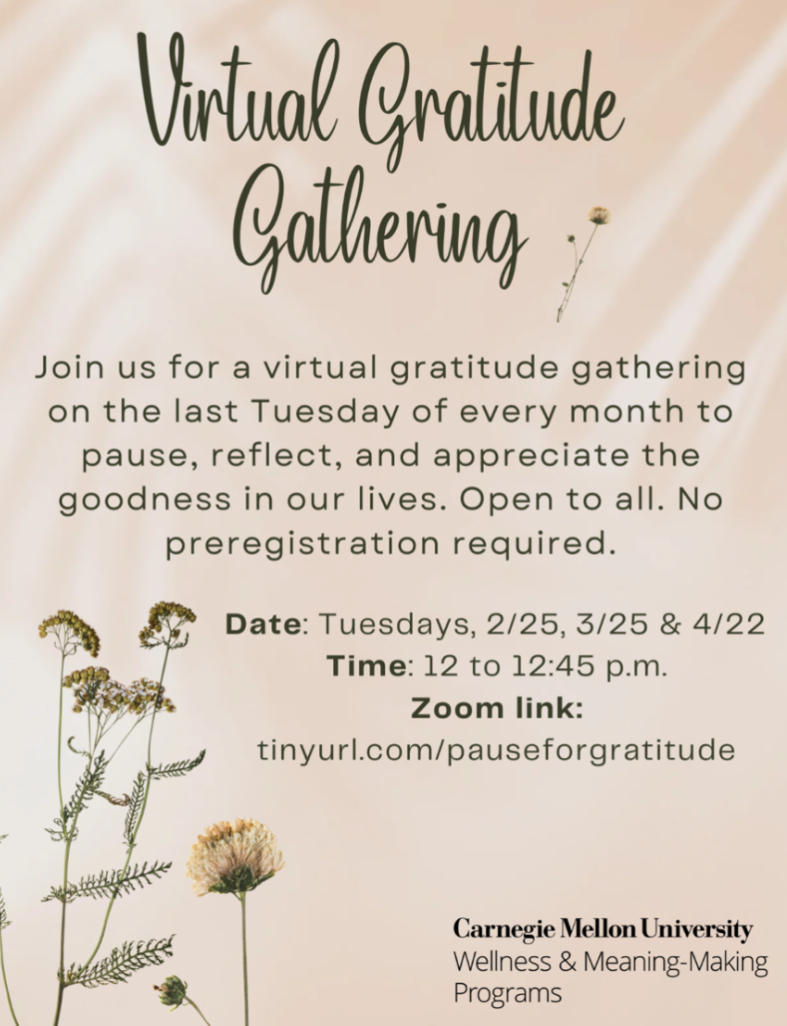 Virtual Gratitude
Gathering
Join us for a virtual gratitude gathering
on the last Tuesday of every month to
pause, reflect, and appreciate the
goodness in our lives. Open to all. No
preregistration required.
Date: Tuesdays, 2/25, 3/25 & 4/22
Time: 12 to 12:45 p.m.
Zoom link:
tinyurl.com/pauseforgratitude
Carnegie Mellon University
Wellness & Meaning-Making
Programs